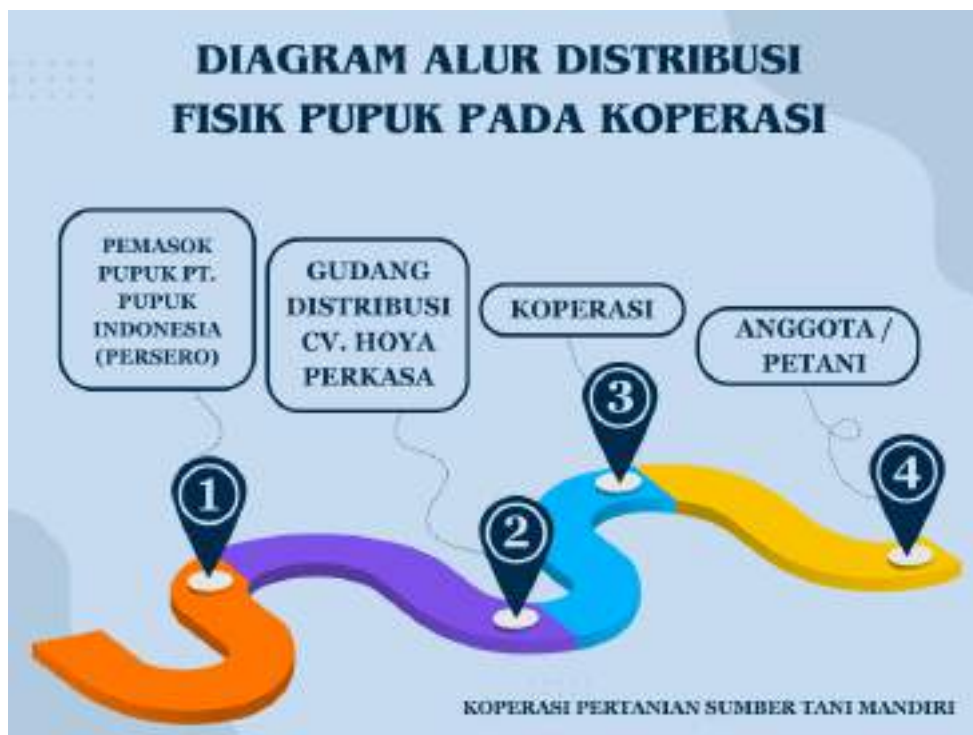 DIAGRAM ALUR DISTRIBUSI
FISIK PUPUK PADA KOPERASI
PEMASOK
PUPUK PT.
PUPUK
INDONESIA
(PERSERO)
GUDANG
DISTRIBUSI
CV. HOYA
PERKASA
KOPERASI
ANGGOTA /
PETANI
1
2
3
4
KOPERASI PERTANIAN SUMBER TANI MANDIRI